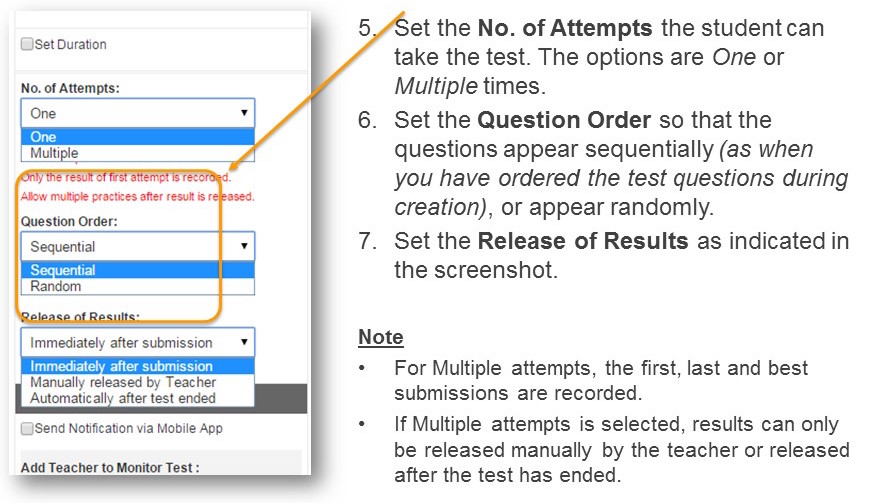 Set Duration
No. of Attempts:
One
One
Multiple
Only the result of first attempt is recorded.
Allow multiple practices after result is released.
Question Order:
Sequential
Sequential
Random
Release of Results:
Immediately after submission
Immediately after submission
Manually released by Teacher
Automatically after test ended
Send Notification via Mobile App
Add Teacher to Monitor Test :
5. Set the No. of Attempts the student can
take the test. The options are One or
Multiple times.
6. Set the Question Order so that the
questions appear sequentially (as when
you have ordered the test questions during
creation), or appear randomly.
7. Set the Release of Results as indicated in
the screenshot.
Note
• For Multiple attempts, the first, last and best
submissions are recorded.
• If Multiple attempts is selected, results can only
be released manually by the teacher or released
after the test has ended.